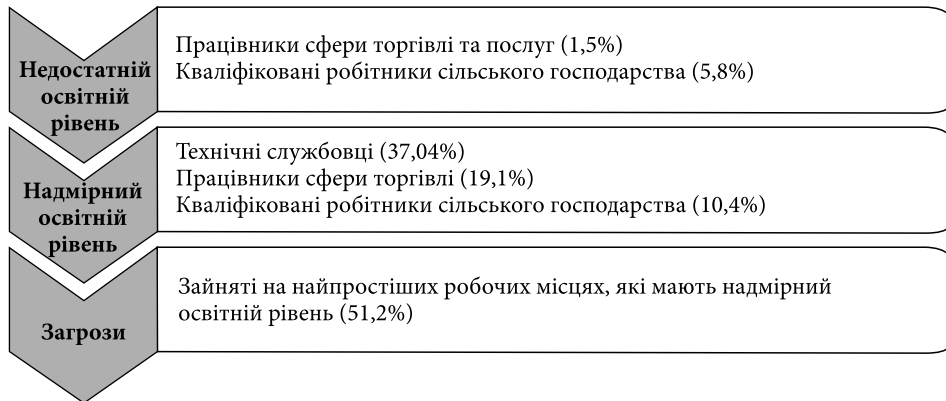 Недостатній
освітній
рівень
Працівники сфери торгівлі та послуг (1,5%)
Кваліфіковані робітники сільського господарства (5,8%)
Надмірний
освітній
рівень
Технічні службовці (37,04%)
Працівники сфери торгівлі (19,1%)
Кваліфіковані робітники сільського господарства (10,4%)
Загрози
Зайняті на найпростіших робочих місцях, які мають надмірний
освітній рівень (51,2%)